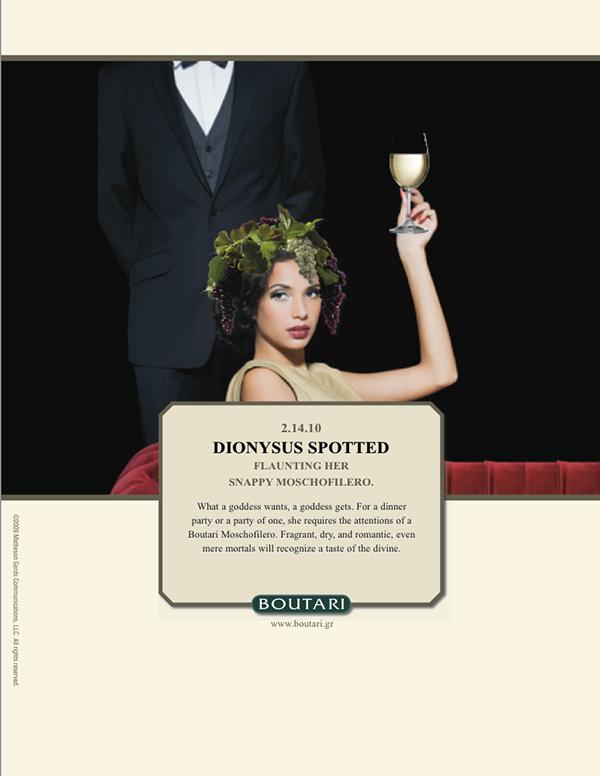 2.14.10
DIONYSUS SPOTTED
FLAUNTING HER
SNAPPY MOSCHOFILERO.
What a goddess wants, a goddess gets. For a dinner
party or a party of one, she requires the attentions of a
Boutari Moschofilero. Fragrant, dry, and romantic, even
mere mortals will recognize a taste of the divine.
BOUTARI
www.boutari.gr
©2009 Matheson Gerds Communications, LLC. All rights reserved.